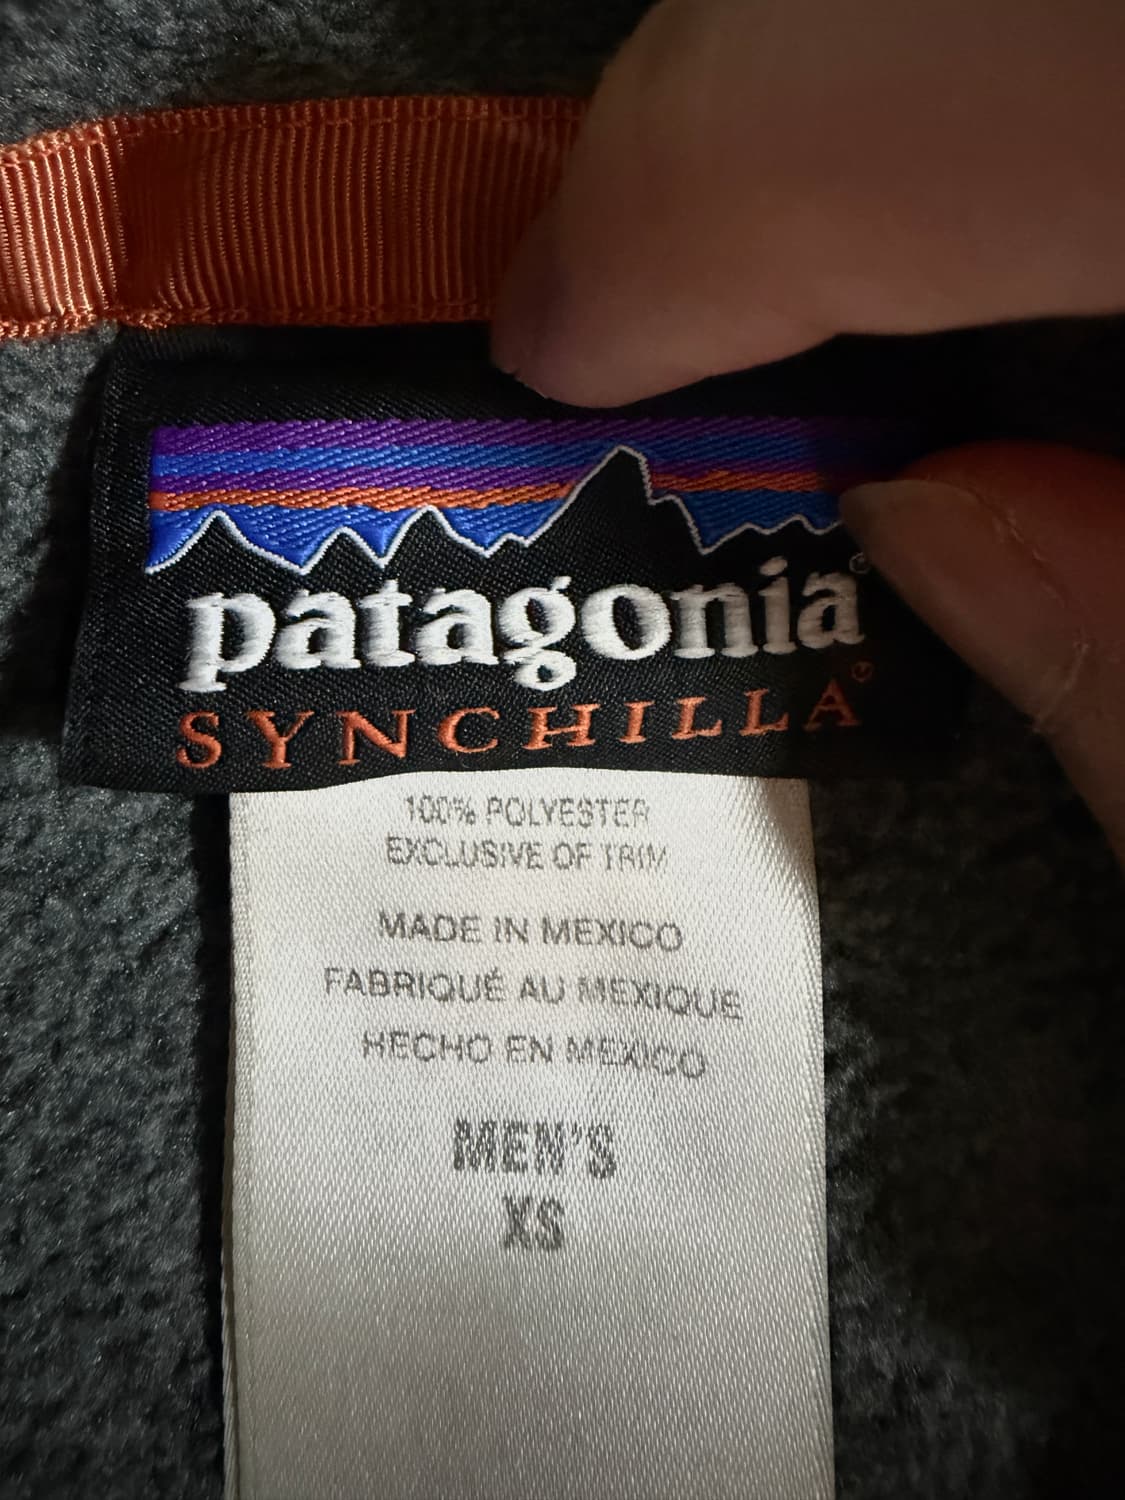 patagonia®
SYNCHILLA®
100% POLYESTER
EXCLUSIVE OF TRIM
MADE IN MEXICO
FABRIQUÉ AU MEXIQUE
HECHO EN MEXICO
MEN'S
XS